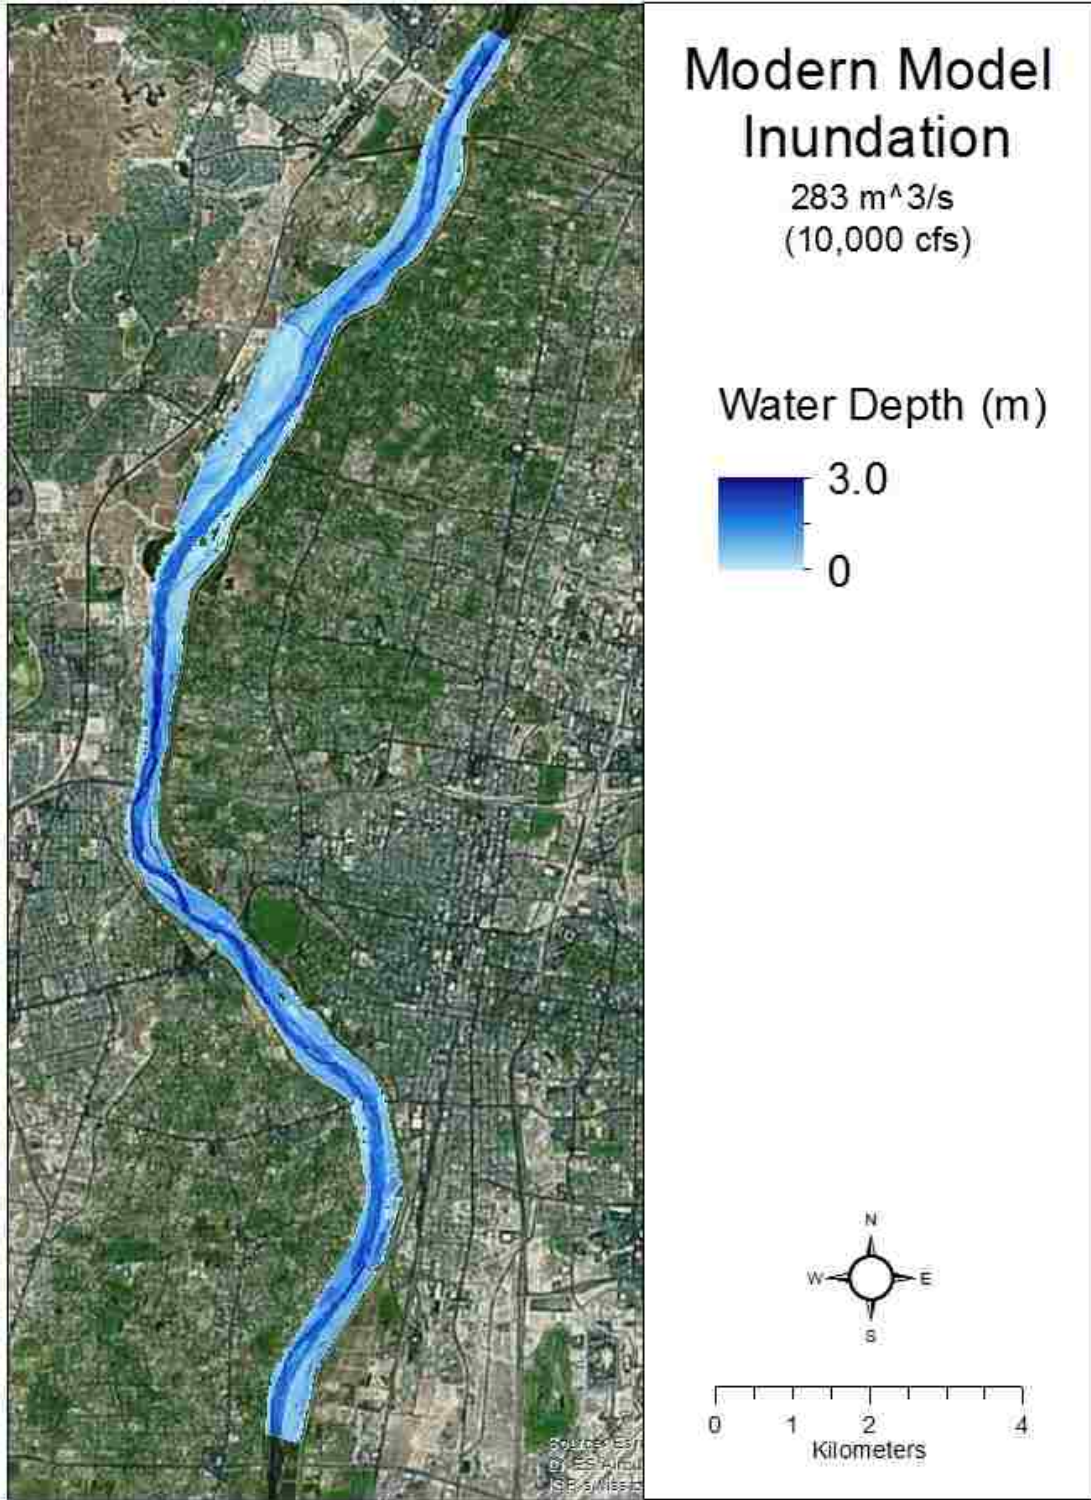 Modern Model
Inundation
283 m^3/s
(10,000 cfs)
Water Depth (m)
3.0
0
N
W E
S
0 1 2 4
Kilometers